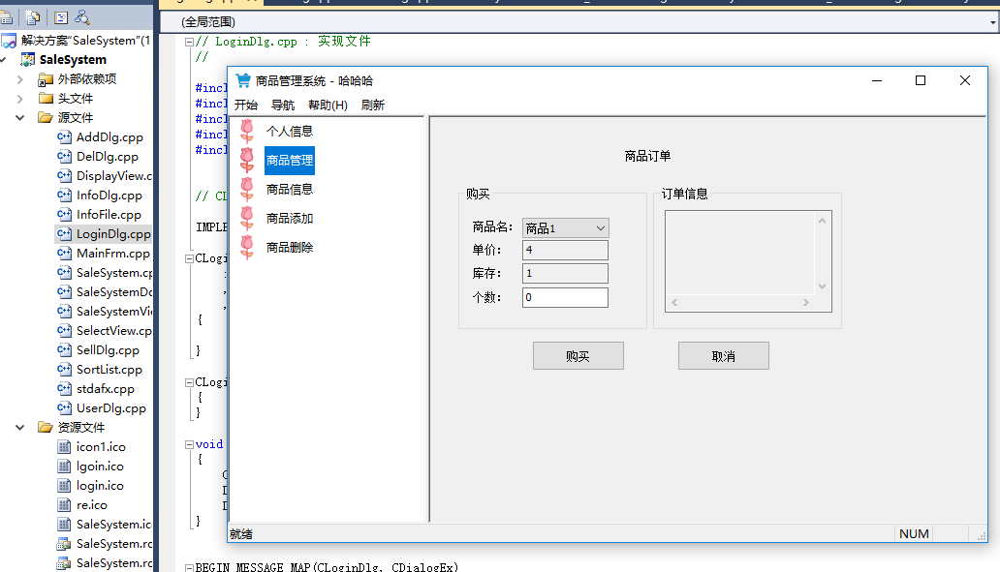 (全局范围)
解决方案"SaleSystem"(1
SaleSystem
外部依赖项
头文件
源文件
AddDlg.cpp
DelDlg.cpp
DisplayView.c
InfoDlg.cpp
InfoFile.cpp
LoginDlg.cpp
MainFrm.cpp
SaleSystem.cp
SaleSystemDo
SaleSystemVie
SelectView.cp
SellDlg.cpp
SortList.cpp
stdafx.cpp
UserDlg.cpp
资源文件
icon1.ico
lgoin.ico
login.ico
re.ico
SaleSystem.ic
SaleSystem.rc
SaleSystem.rc
// LoginDlg.cpp : 实现文件
//
#incl
#incl
#incl
#incl
#incl
// CL
IMPLE
CLogi
:
,
,
{
}
CLogi
{
}
void
{
}
BEGIN_MESSAGE_MAP(CLoginDlg, CDialogEx)
商品管理系统 - 哈哈哈
开始 导航 帮助(H) 刷新
个人信息
商品管理
商品信息
商品添加
商品删除
商品订单
购买
商品名: 商品1
单价: 4
库存: 1
个数: 0
订单信息
购买 取消
就绪 NUM